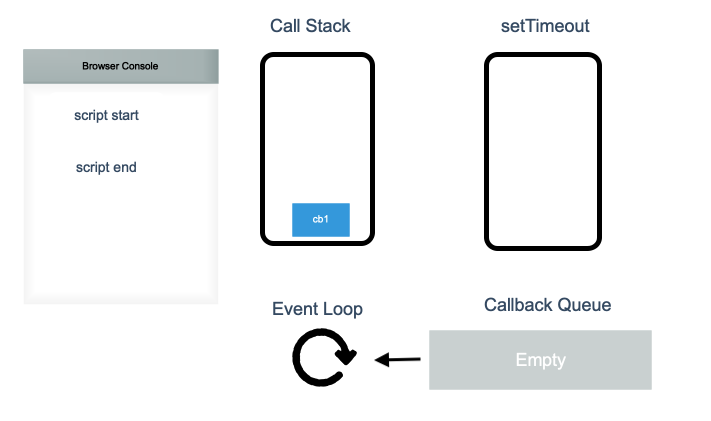 Call Stack
setTimeout
Browser Console
script start
script end
cb1
Event Loop
Callback Queue
Empty